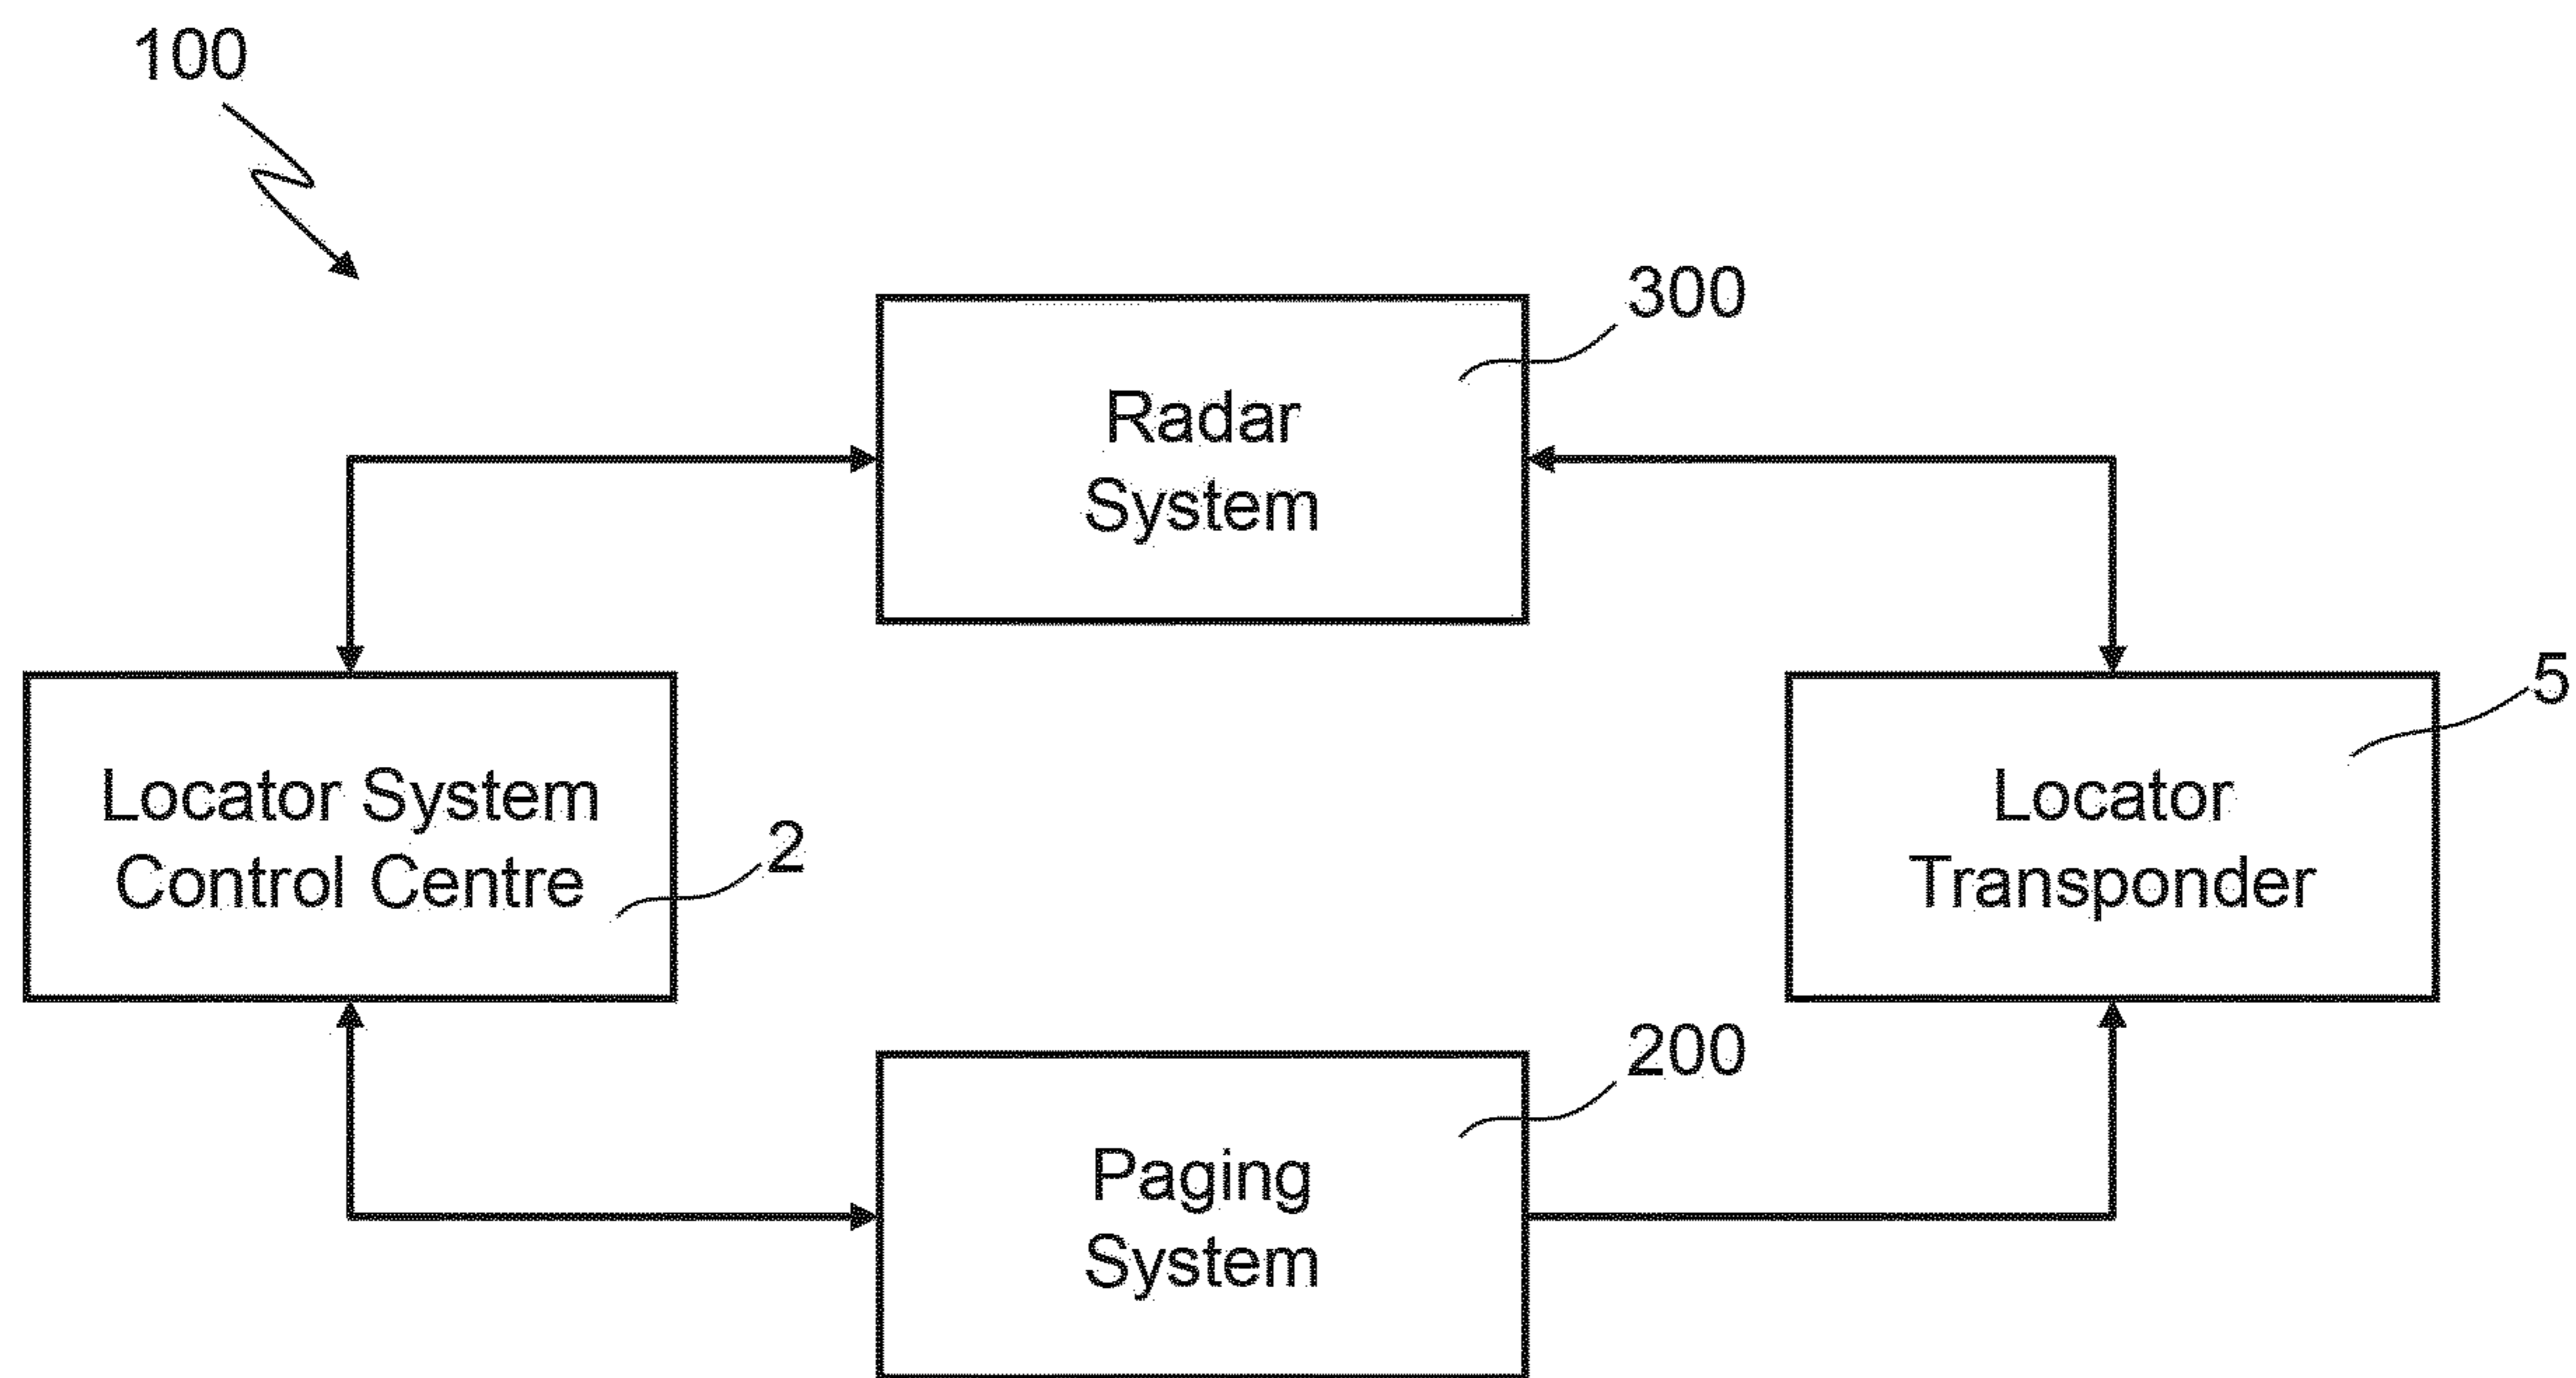 100
300
Radar
System
5
Locator System
Control Centre
2
Locator
Transponder
200
Paging
System